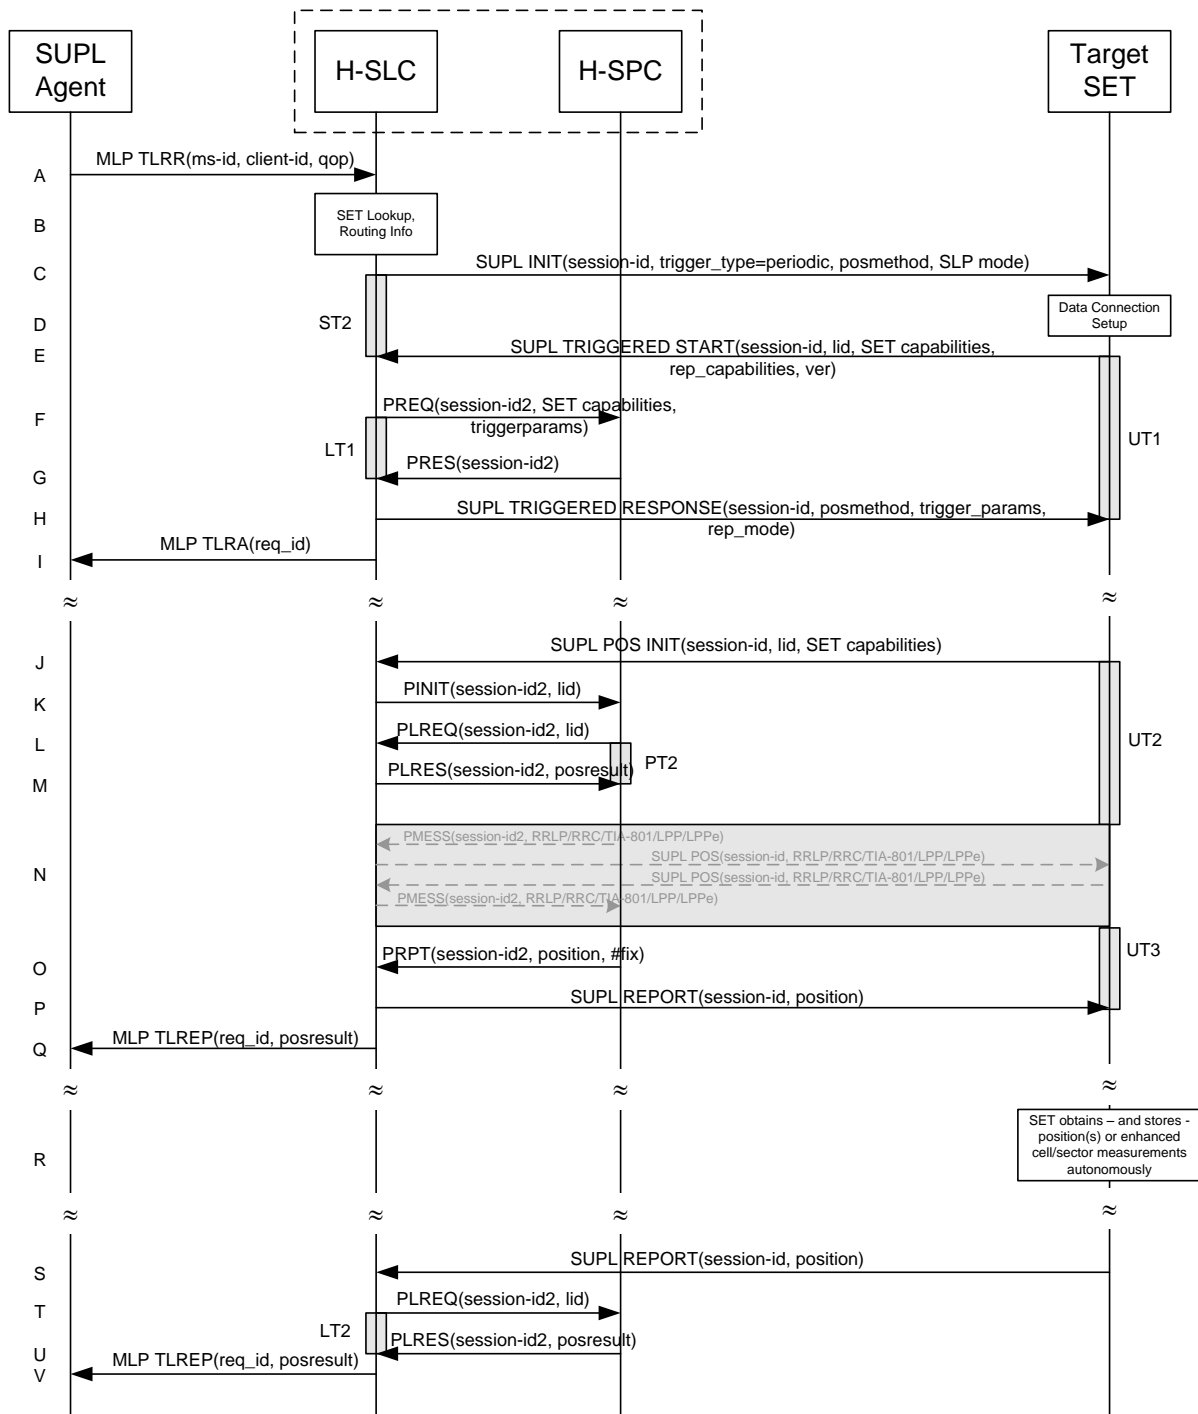 SUPL
Agent
H-SLC
H-SPC
Target
SET
A
MLP TLRR(ms-id, client-id, qop)
B
SET Lookup,
Routing Info
C
SUPL INIT(session-id, trigger_type=periodic, posmethod, SLP mode)
D
ST2
Data Connection
Setup
E
SUPL TRIGGERED START(session-id, lid, SET capabilities,
rep_capabilities, ver)
F
PREQ(session-id2, SET capabilities,
triggerparams)
LT1
UT1
G
PRES(session-id2)
H
SUPL TRIGGERED RESPONSE(session-id, posmethod, trigger_params,
rep_mode)
I
MLP TLRA(req_id)
≈ ≈ ≈ ≈
J
SUPL POS INIT(session-id, lid, SET capabilities)
K
PINIT(session-id2, lid)
L
PLREQ(session-id2, lid)
UT2
M
PLRES(session-id2, posresult)
PT2
N
PMESS(session-id2, RRLP/RRC/TIA-801/LPP/LPPe)
SUPL POS(session-id, RRLP/RRC/TIA-801/LPP/LPPe)
SUPL POS(session-id, RRLP/RRC/TIA-801/LPP/LPPe)
PMESS(session-id2, RRLP/RRC/TIA-801/LPP/LPPe)
O
PRPT(session-id2, position, #fix)
UT3
P
SUPL REPORT(session-id, position)
Q
MLP TLREP(req_id, posresult)
≈ ≈ ≈ ≈
R
SET obtains – and stores -
position(s) or enhanced
cell/sector measurements
autonomously
≈ ≈ ≈ ≈
S
SUPL REPORT(session-id, position)
T
PLREQ(session-id2, lid)
LT2
U
PLRES(session-id2, posresult)
V
MLP TLREP(req_id, posresult)